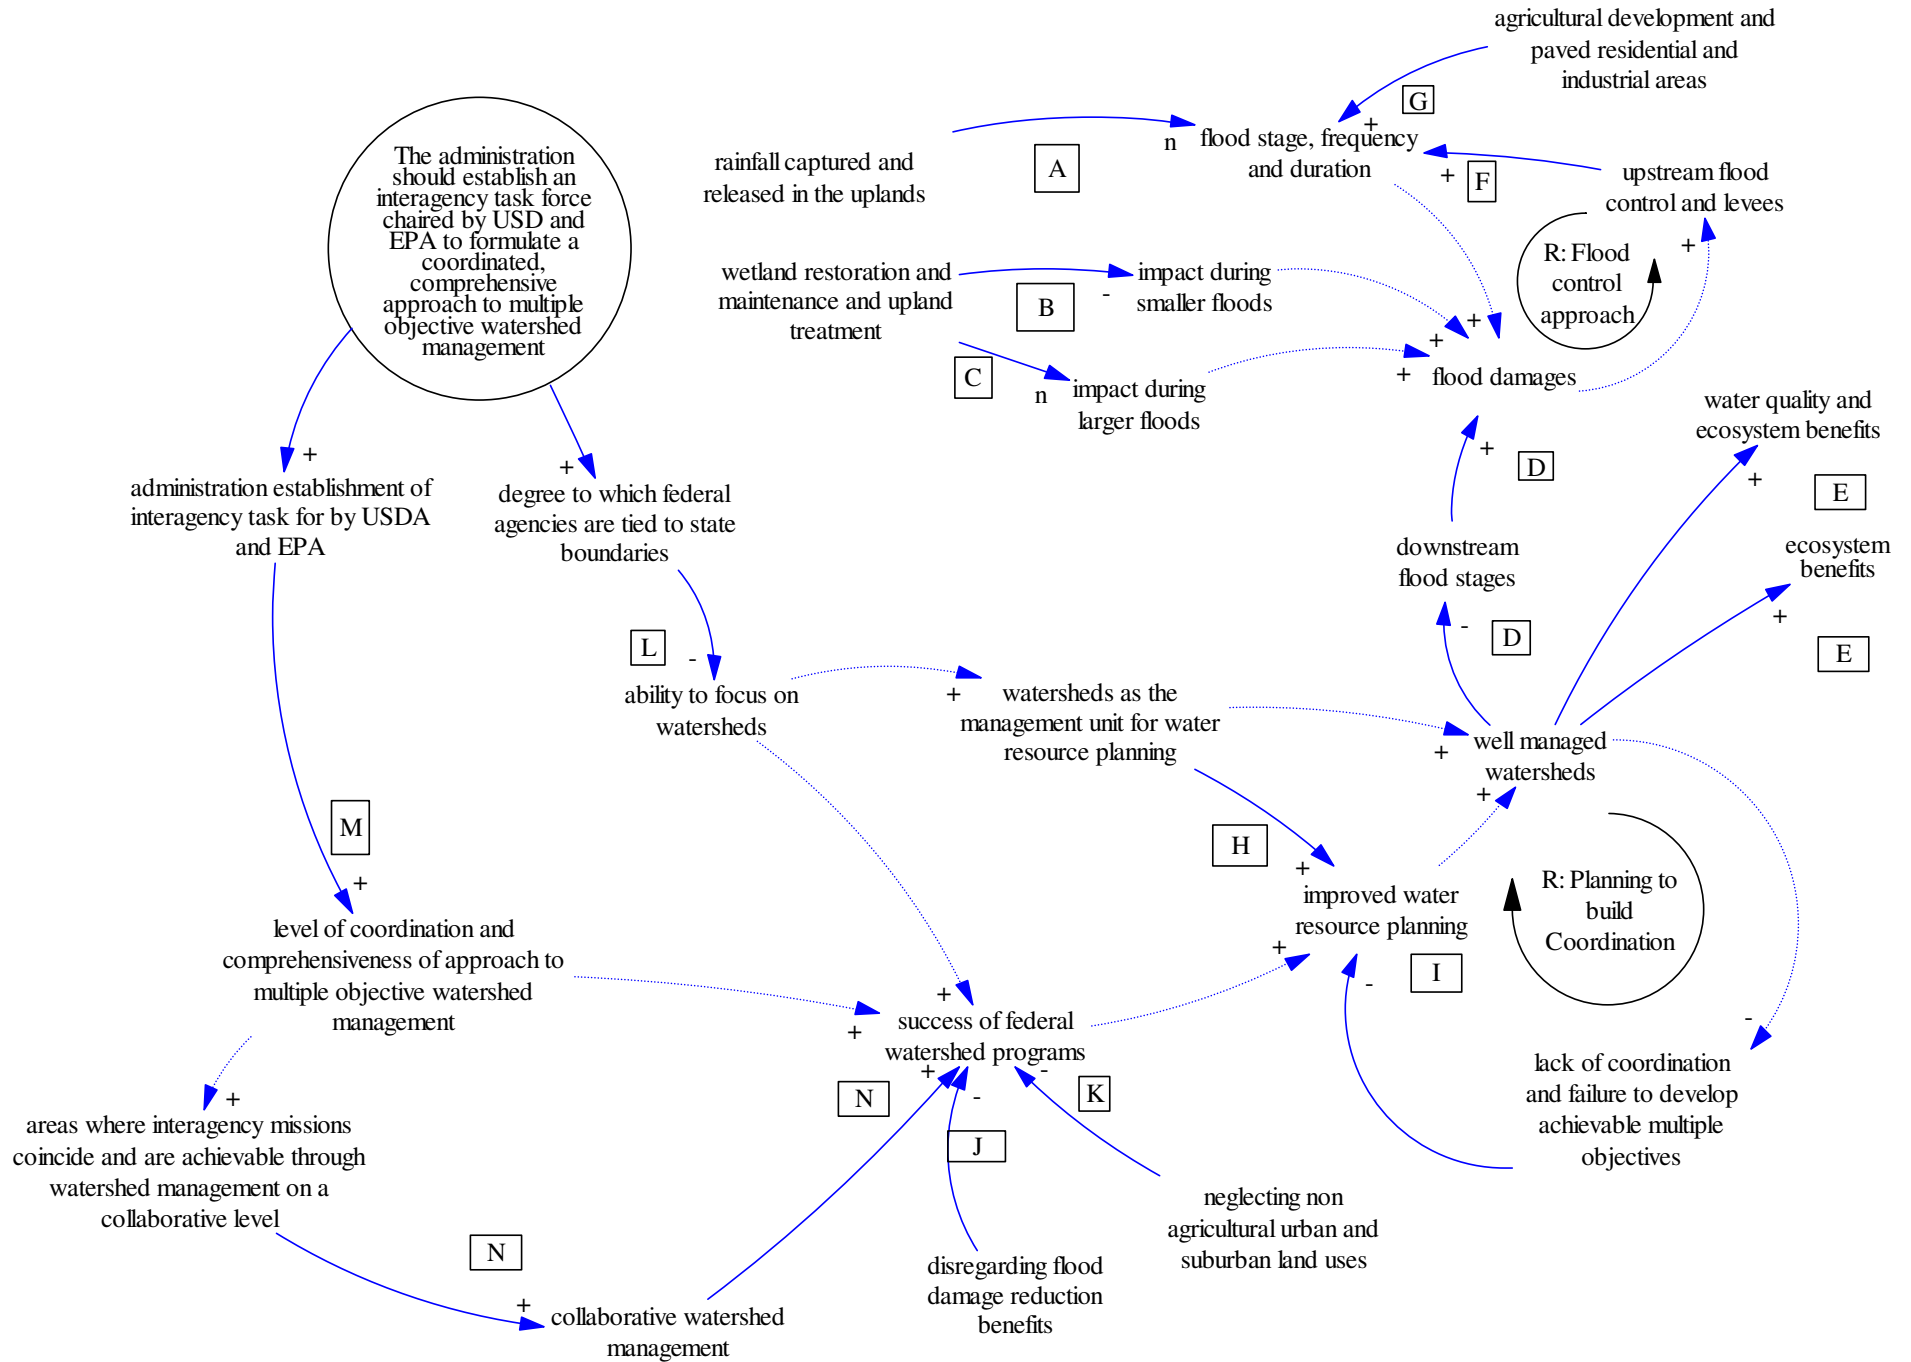 agricultural development and
paved residential and
industrial areas
G
+
The administration
should establish an
interagency task force
chaired by USD and
EPA to formulate a
coordinated,
comprehensive
approach to multiple
objective watershed
management
rainfall captured and
released in the uplands
A
n
flood stage, frequency
and duration
+
F
upstream flood
control and levees
+
R: Flood
control
approach
wetland restoration and
maintenance and upland
treatment
B
-
impact during
smaller floods
+
+
C
n
impact during
larger floods
+
flood damages
water quality and
ecosystem benefits
+
E
+
D
+
administration establishment of
interagency task for by USDA
and EPA
+
degree to which federal
agencies are tied to state
boundaries
downstream
flood stages
ecosystem
benefits
+
E
-
D
L
-
ability to focus on
watersheds
+
watersheds as the
management unit for water
resource planning
+
well managed
watersheds
+
M
+
H
+
improved water
resource planning
R: Planning to
build
Coordination
level of coordination and
comprehensiveness of approach to
multiple objective watershed
management
+
+
-
I
-
+
success of federal
watershed programs
lack of coordination
and failure to develop
achievable multiple
objectives
+
areas where interagency missions
coincide and are achievable through
watershed management on a
collaborative level
N
+
-
J
-
K
neglecting non
agricultural urban and
suburban land uses
N
+
collaborative watershed
management
disregarding flood
damage reduction
benefits